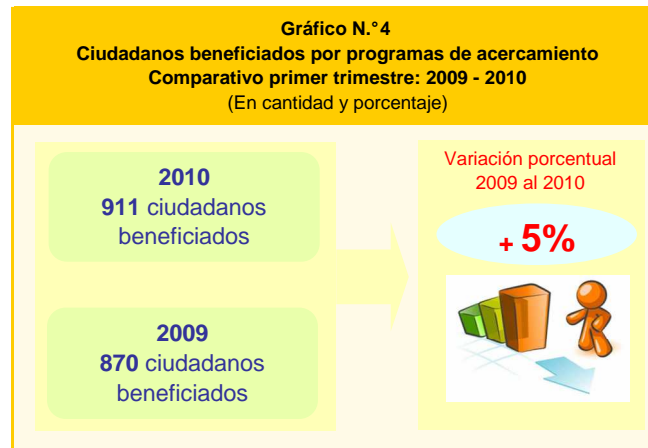 Gráfico N.°4
Ciudadanos beneficiados por programas de acercamiento
Comparativo primer trimestre: 2009 - 2010
(En cantidad y porcentaje)
2010
911 ciudadanos
beneficiados
2009
870 ciudadanos
beneficiados
Variación porcentual
2009 al 2010
+ 5%